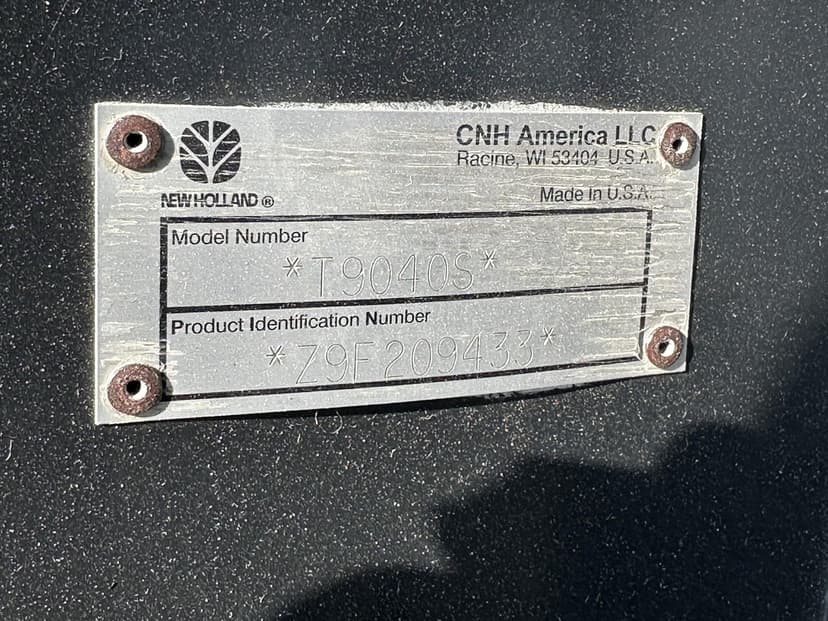 CNH America LLC
Racine, WI 53404 U.S.A.
NEW HOLLAND ®
Made In U.S.A.
Model Number
*T9040S*
Product Identification Number
*Z9F209433*